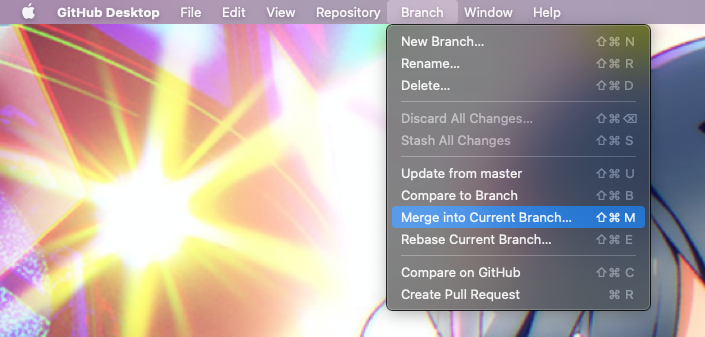 GitHub Desktop File Edit View Repository Branch Window Help
New Branch... ⇧⌘ N
Rename... ⇧⌘ R
Delete... ⇧⌘ D
Discard All Changes... ⇧⌘⌫
Stash All Changes ⇧⌘ S
Update from master ⇧⌘ U
Compare to Branch ⇧⌘ B
Merge into Current Branch... ⇧⌘ M
Rebase Current Branch... ⇧⌘ E
Compare on GitHub ⇧⌘ C
Create Pull Request ⌘ R